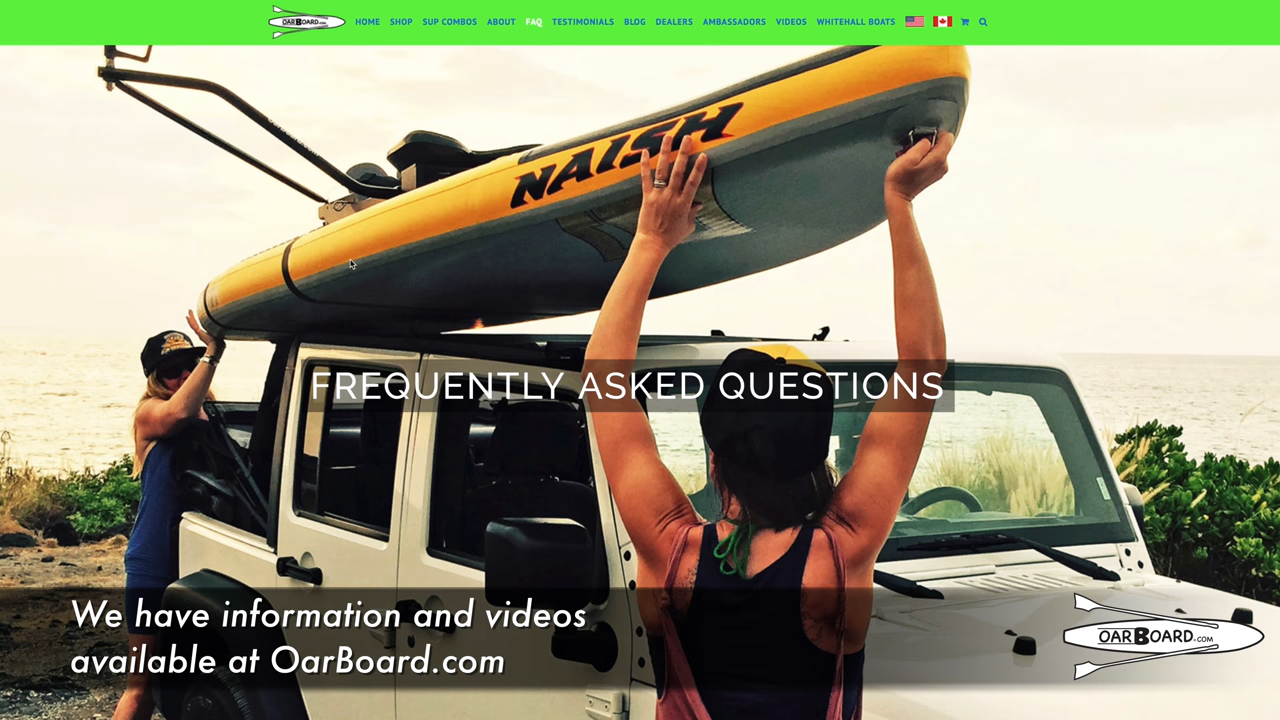 OARBOARD.COM
HOME SHOP SUP COMBOS ABOUT FAQ TESTIMONIALS BLOG DEALERS AMBASSADORS VIDEOS WHITEHALL BOATS
NAISH
FREQUENTLY ASKED QUESTIONS
We have information and videos
available at OarBoard.com
OARBOARD.COM